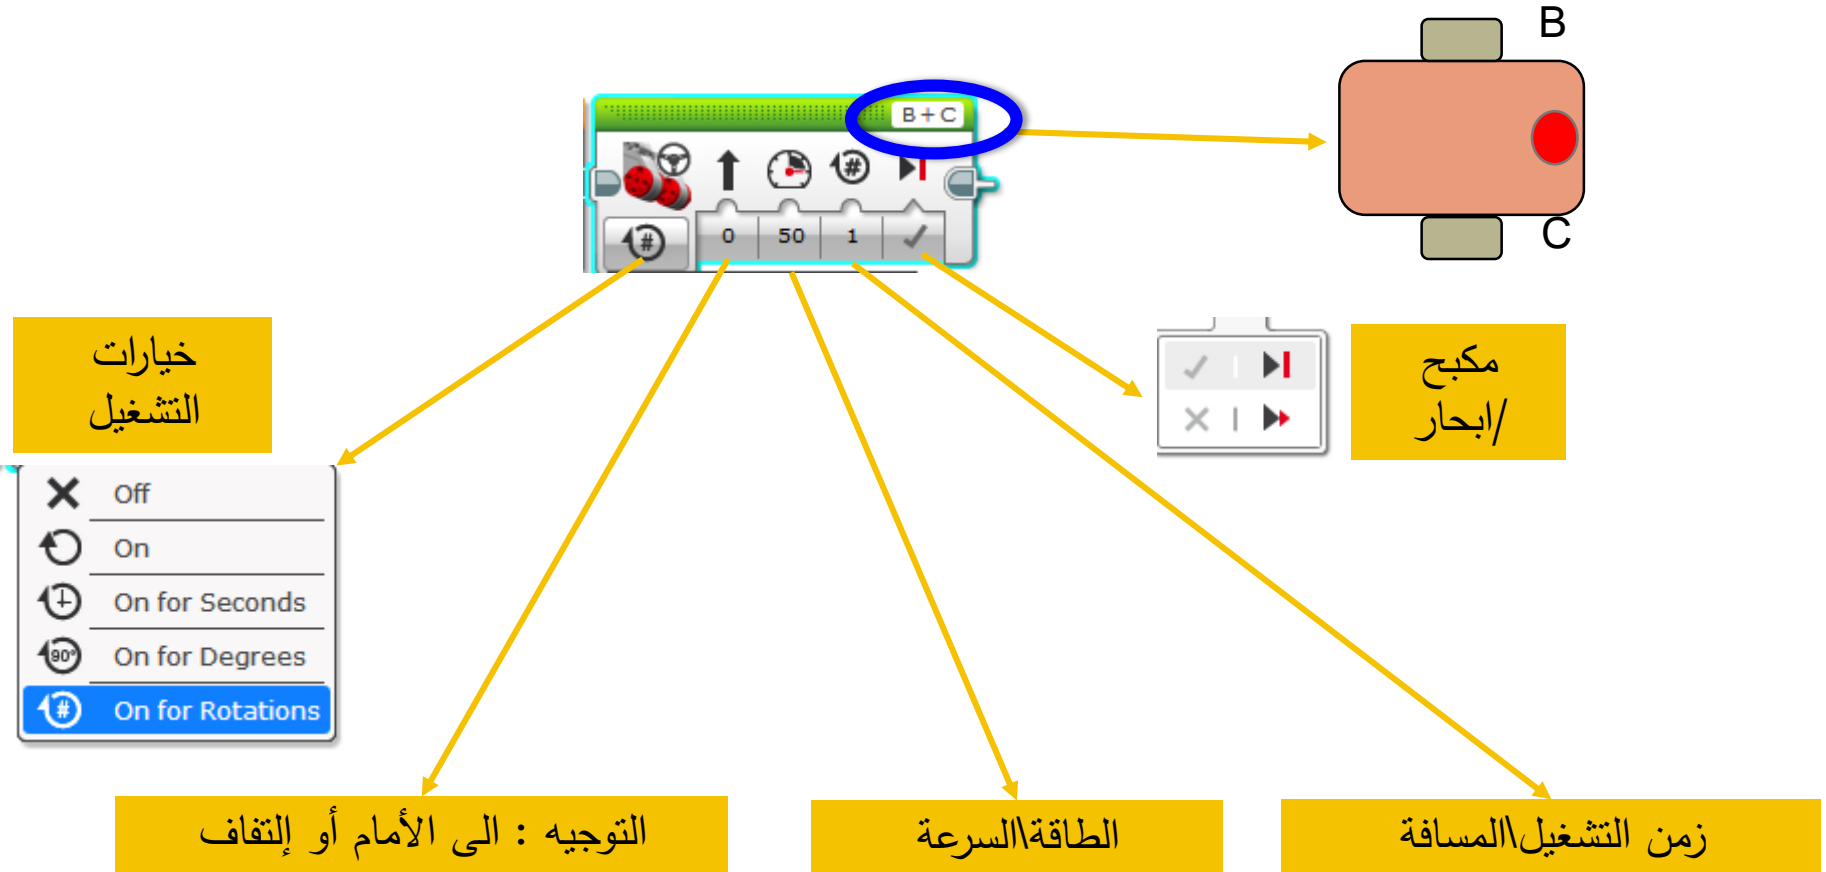 B
B+C
0 50 1
C
خيارات
التشغيل
مكبح
/ابحار
Off
On
On for Seconds
90°
On for Degrees
#
On for Rotations
التوجيه : الى الأمام أو إلتفاف
الطاقة\السرعة
زمن التشغيل\المسافة